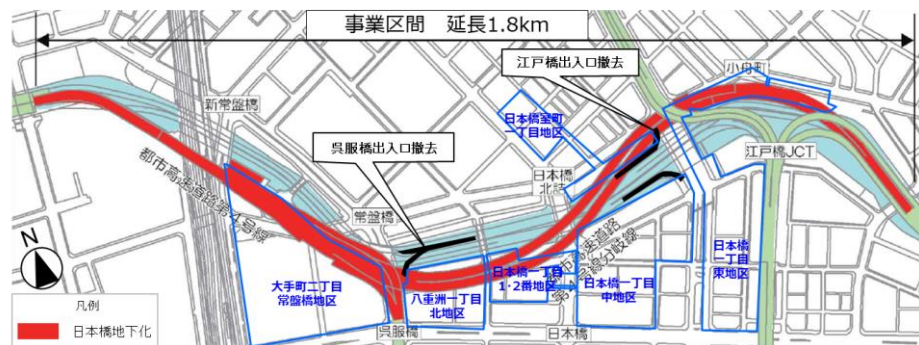 事業区間　延長1.8km
江戸橋出入口撤去
小舟町
新常盤橋
日本橋室町
一丁目地区
呉服橋出入口撤去
江戸橋JCT
日本橋
北詰
都市高速道路第4号線
常盤橋
都市高速道路
日本橋
一丁目
東地区
日本橋一丁目
1・2番地区
日本橋一丁目
中地区
大手町二丁目
常盤橋地区
八重洲一丁目
北地区
N
凡例
日本橋地下化
呉服橋
日本橋